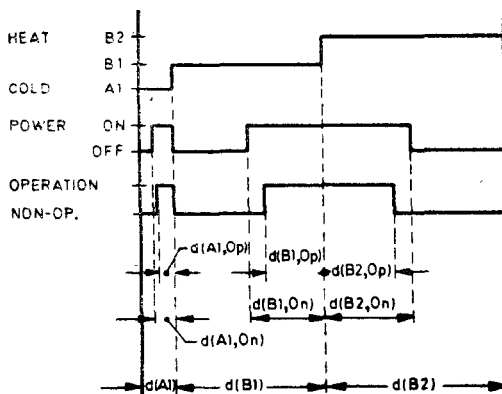 HEAT B2
B1
COLD A1
POWER ON
OFF
OPERATION
NON-OP.
d(A1,Op) d(B1,Op) d(B2,Op)
d(B1,On) d(B2,On)
d(A1,On)
d(A1) d(B1) d(B2)